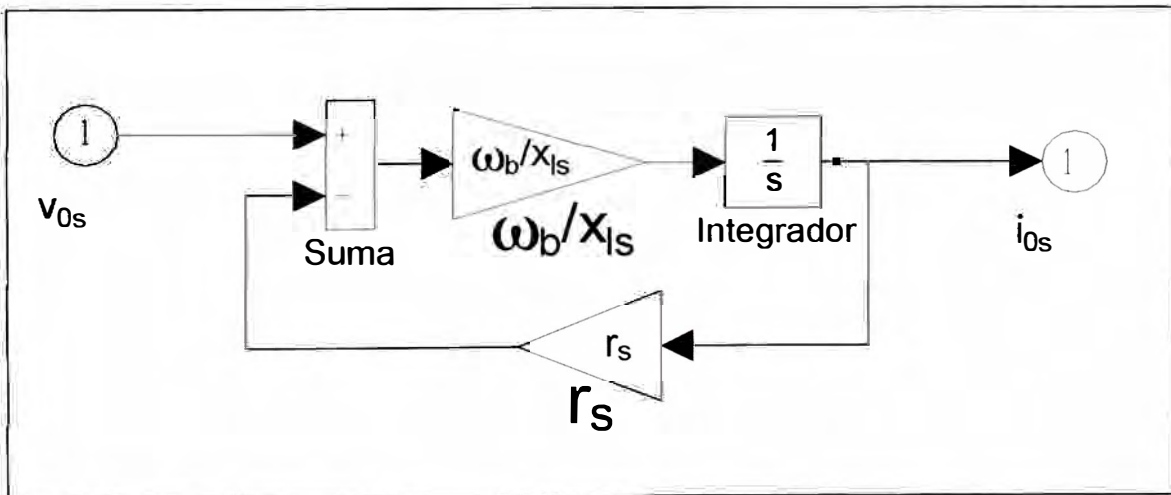 1
v0s
+
−
Suma
ωb/xls
ωb/xls
1
s
Integrador
1
i0s
rs
rs